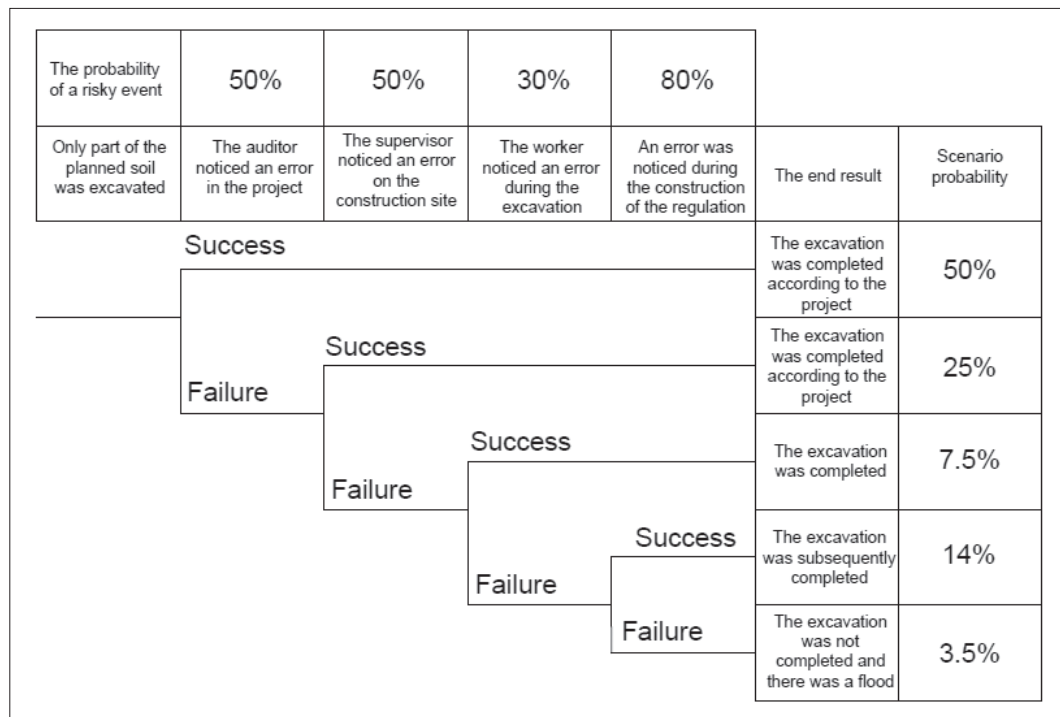 The probability
of a risky event
50%
50%
30%
80%
Only part of the
planned soil
was excavated
The auditor
noticed an error
in the project
The supervisor
noticed an error
on the
construction site
The worker
noticed an error
during the
excavation
An error was
noticed during
the construction
of the regulation
The end result
Scenario
probability
Success
The excavation
was completed
according to the
project
50%
Success
The excavation
was completed
according to the
project
25%
Failure
Success
The excavation
was completed
7.5%
Failure
Success
The excavation
was subsequently
completed
14%
Failure
Failure
The excavation
was not
completed and
there was a flood
3.5%